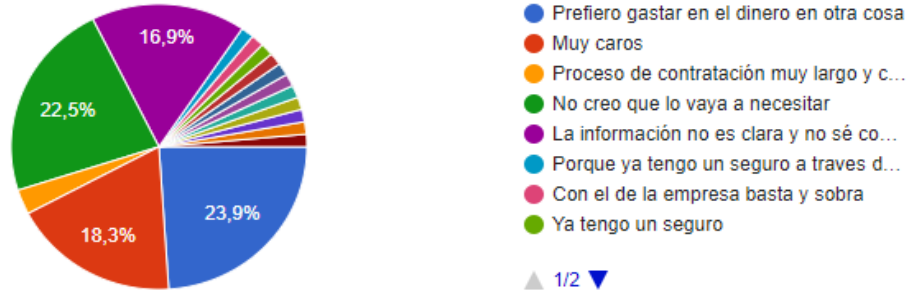 16,9%
22,5%
18,3%
23,9%
Prefiero gastar en el dinero en otra cosa
Muy caros
Proceso de contratación muy largo y c...
No creo que lo vaya a necesitar
La información no es clara y no sé co...
Porque ya tengo un seguro a traves d...
Con el de la empresa basta y sobra
Ya tengo un seguro
1/2